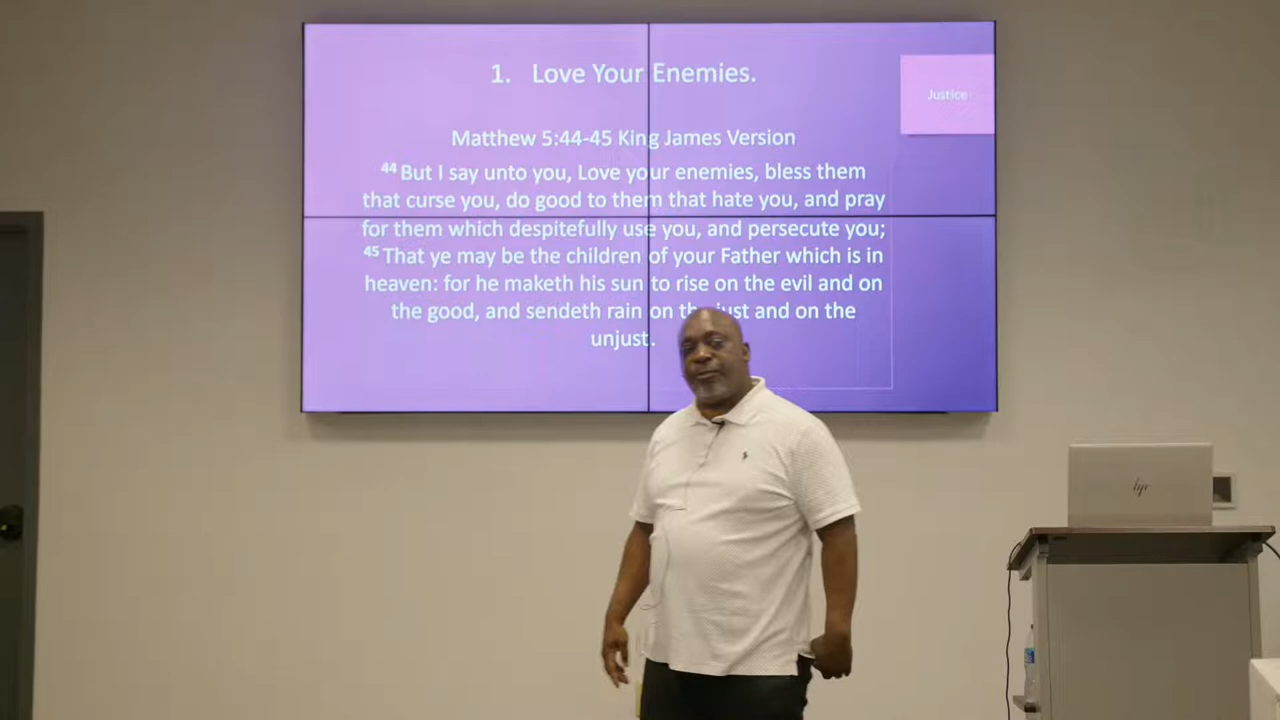 1. Love Your Enemies.
Justice
Matthew 5:44-45 King James Version
44 But I say unto you, Love your enemies, bless them
that curse you, do good to them that hate you, and pray
for them which despitefully use you, and persecute you;
45 That ye may be the children of your Father which is in
heaven: for he maketh his sun to rise on the evil and on
the good, and sendeth rain on the just and on the
unjust.
hp